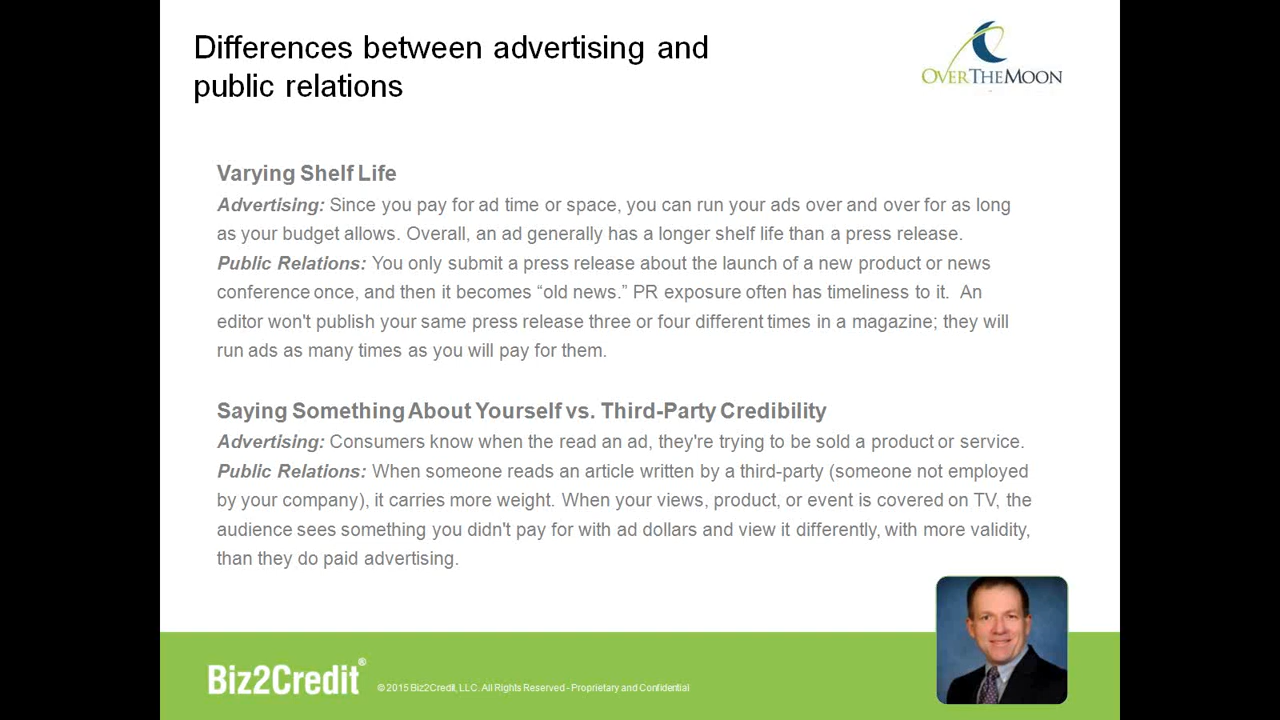 Differences between advertising and
public relations
OVERTHEMOON
Varying Shelf Life
Advertising: Since you pay for ad time or space, you can run your ads over and over for as long
as your budget allows. Overall, an ad generally has a longer shelf life than a press release.
Public Relations: You only submit a press release about the launch of a new product or news
conference once, and then it becomes “old news.” PR exposure often has timeliness to it. An
editor won't publish your same press release three or four different times in a magazine; they will
run ads as many times as you will pay for them.
Saying Something About Yourself vs. Third-Party Credibility
Advertising: Consumers know when the read an ad, they're trying to be sold a product or service.
Public Relations: When someone reads an article written by a third-party (someone not employed
by your company), it carries more weight. When your views, product, or event is covered on TV, the
audience sees something you didn't pay for with ad dollars and view it differently, with more validity,
than they do paid advertising.
Biz2Credit®
© 2015 Biz2Credit, LLC. All Rights Reserved - Proprietary and Confidential